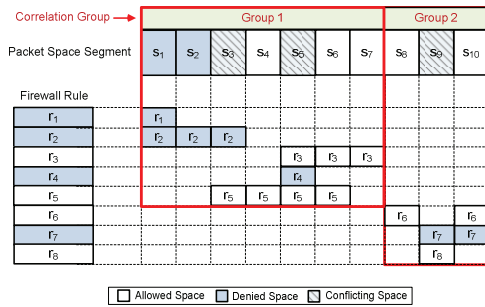 Correlation Group
Group 1 Group 2
Packet Space Segment S1 S2 S3 S4 S5 S6 S7 S8 S9 S10
Firewall Rule
r1 r1
r2 r2 r2 r2
r3 r3 r3 r3
r4 r4
r5 r5 r5 r5 r5
r6 r6 r6
r7 r7 r7
r8 r8
Allowed Space Denied Space Conflicting Space